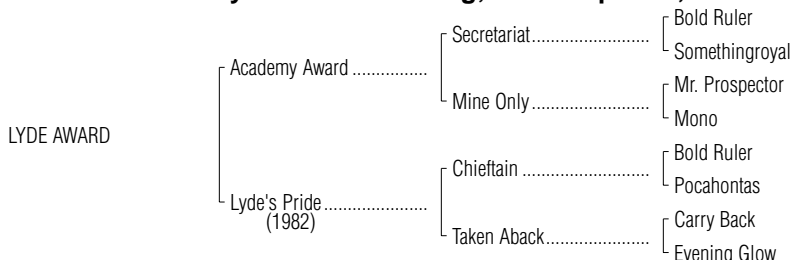 Bold Ruler
Secretariat..........................
Somethingroyal
Academy Award ................
Mr. Prospector
Mine Only..........................
Mono
LYDE AWARD
Bold Ruler
Chieftain ............................
Pocahontas
Lyde's Pride......................
(1982)
Carry Back
Taken Aback.......................
Evening Glow